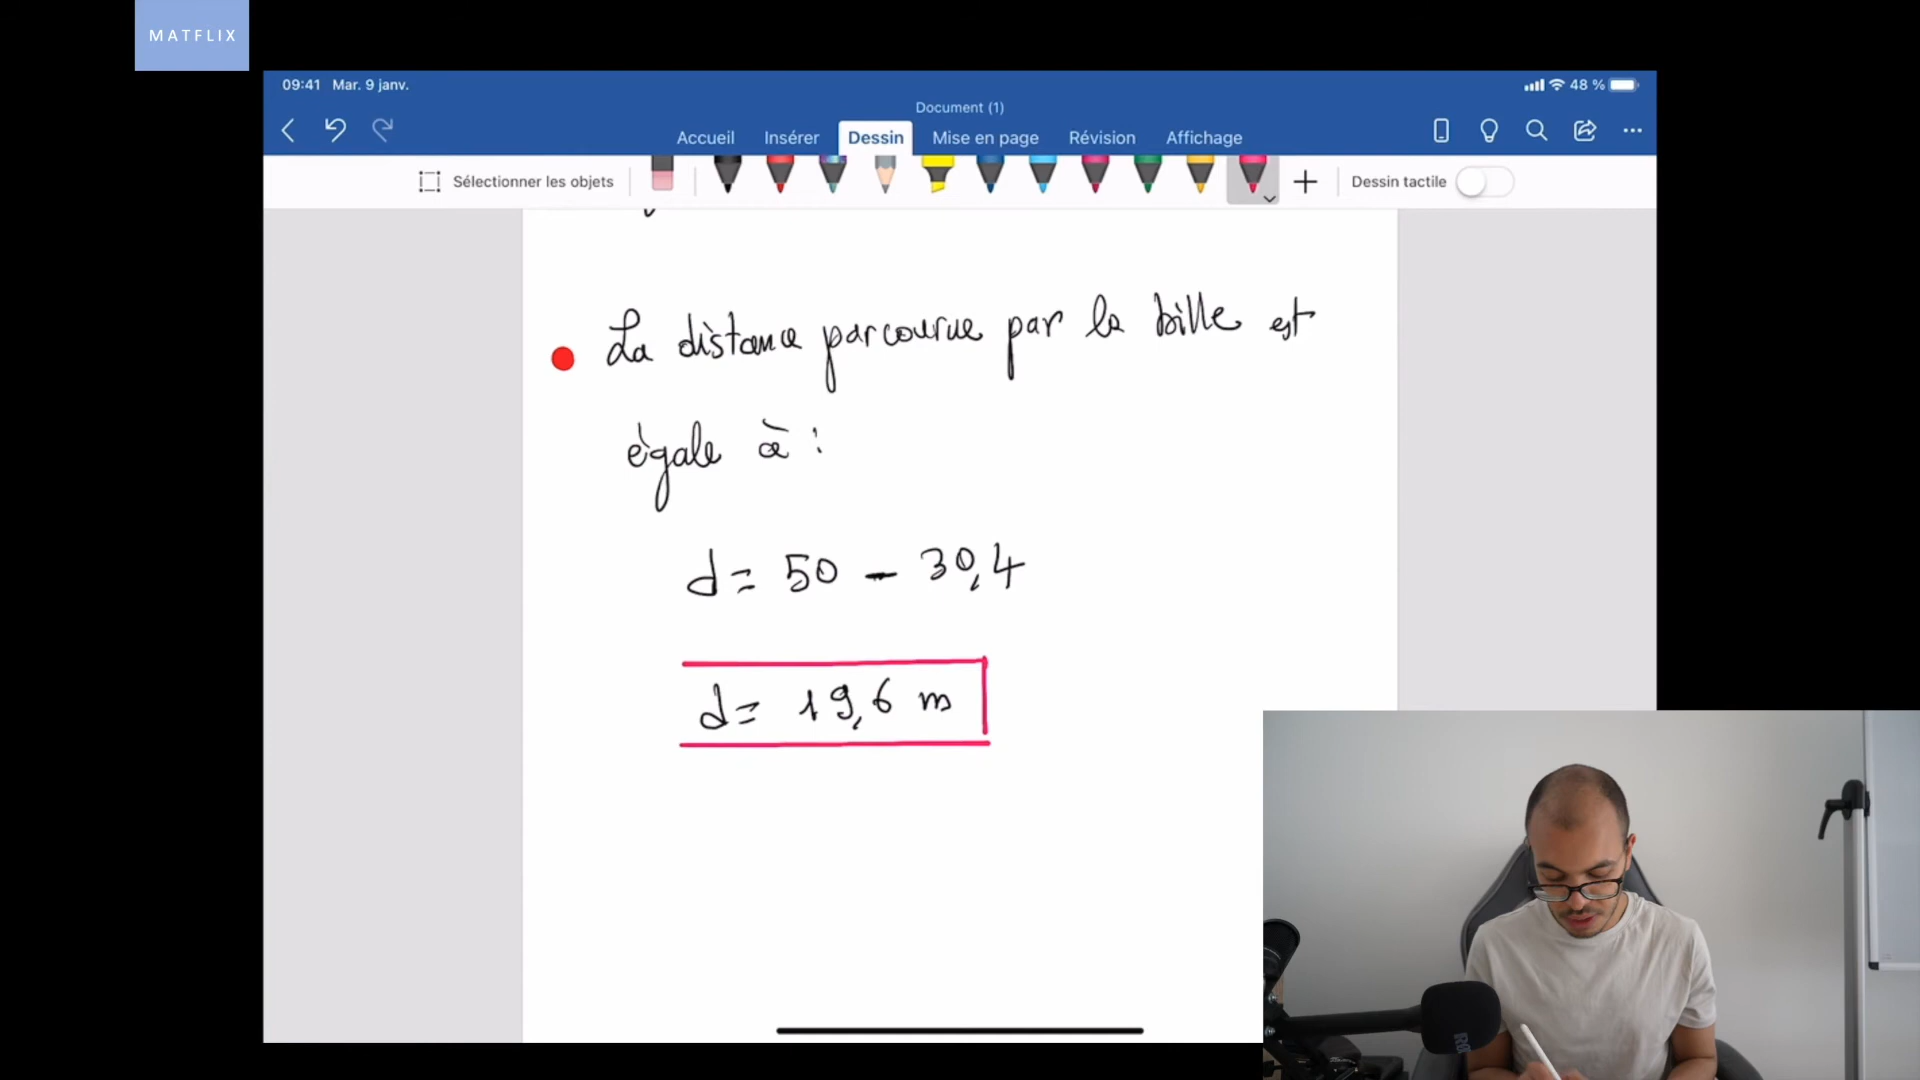 MATFLIX
09:41 Mar. 9 janv.
48 %
Document (1)
Accueil Insérer Dessin Mise en page Révision Affichage
Sélectionner les objets
Dessin tactile
La distance parcourue par la bille est
égale à :
d = 50 - 30,4
d = 19,6 m